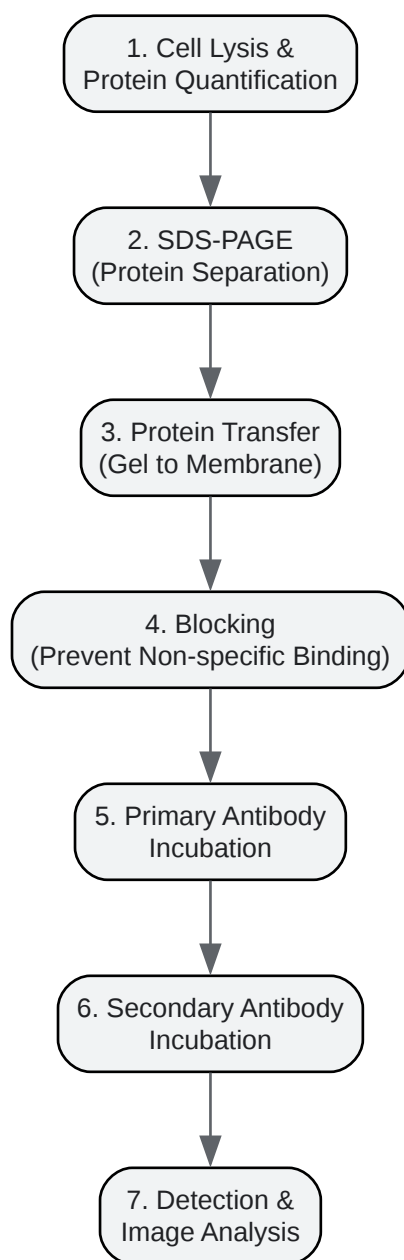 1. Cell Lysis &
Protein Quantification
2. SDS-PAGE
(Protein Separation)
3. Protein Transfer
(Gel to Membrane)
4. Blocking
(Prevent Non-specific Binding)
5. Primary Antibody
Incubation
6. Secondary Antibody
Incubation
7. Detection &
Image Analysis